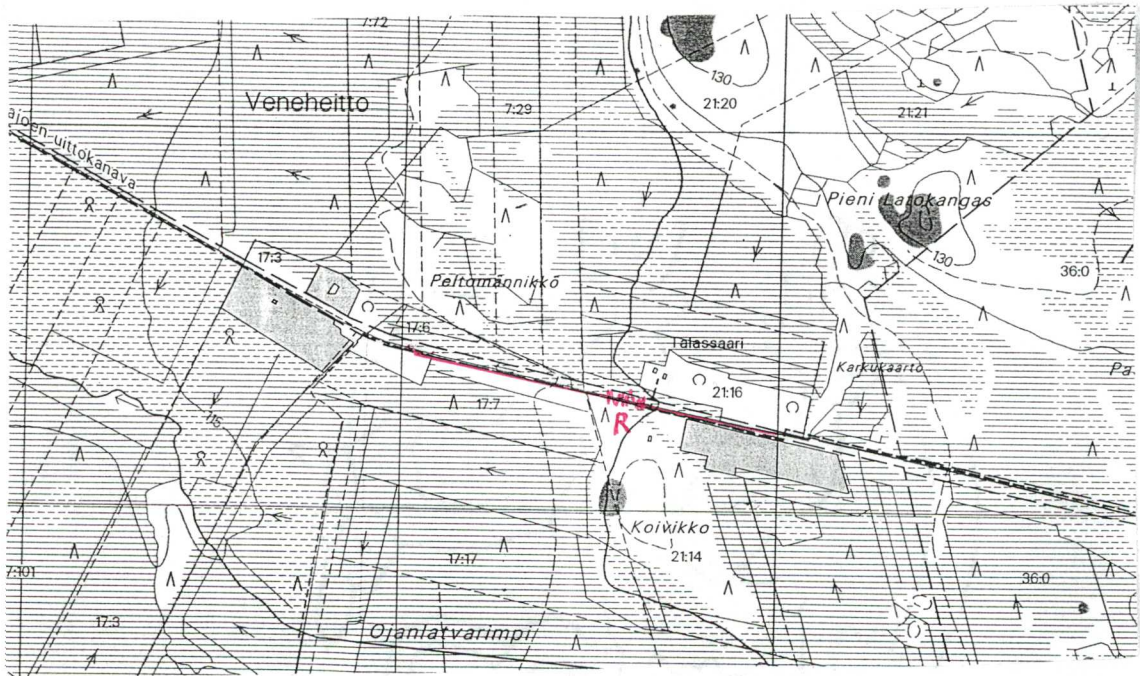 7:72
130
Veneheitto
7:29
21:20
21:21
ajoen uittokanava
Pieni Latokangas
130
17:3
D
Peltomännikkö
36:0
17:6
Talassaari
Karkukaarto
Pa
21:16
17:7
R
115
Koivikko
21:14
17:17
7:101
36:0
17:3
Ojanlatvarimpi